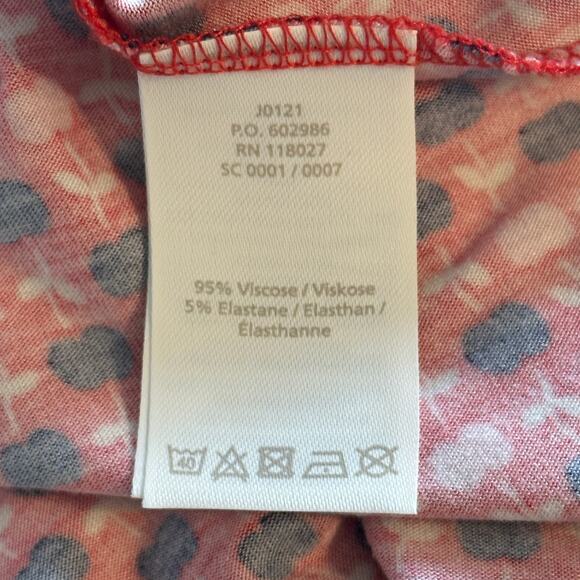 J0121
P.O. 602986
RN 118027
SC 0001 / 0007
95% Viscose / Viskose
5% Elastane / Elasthan /
Élasthanne
40